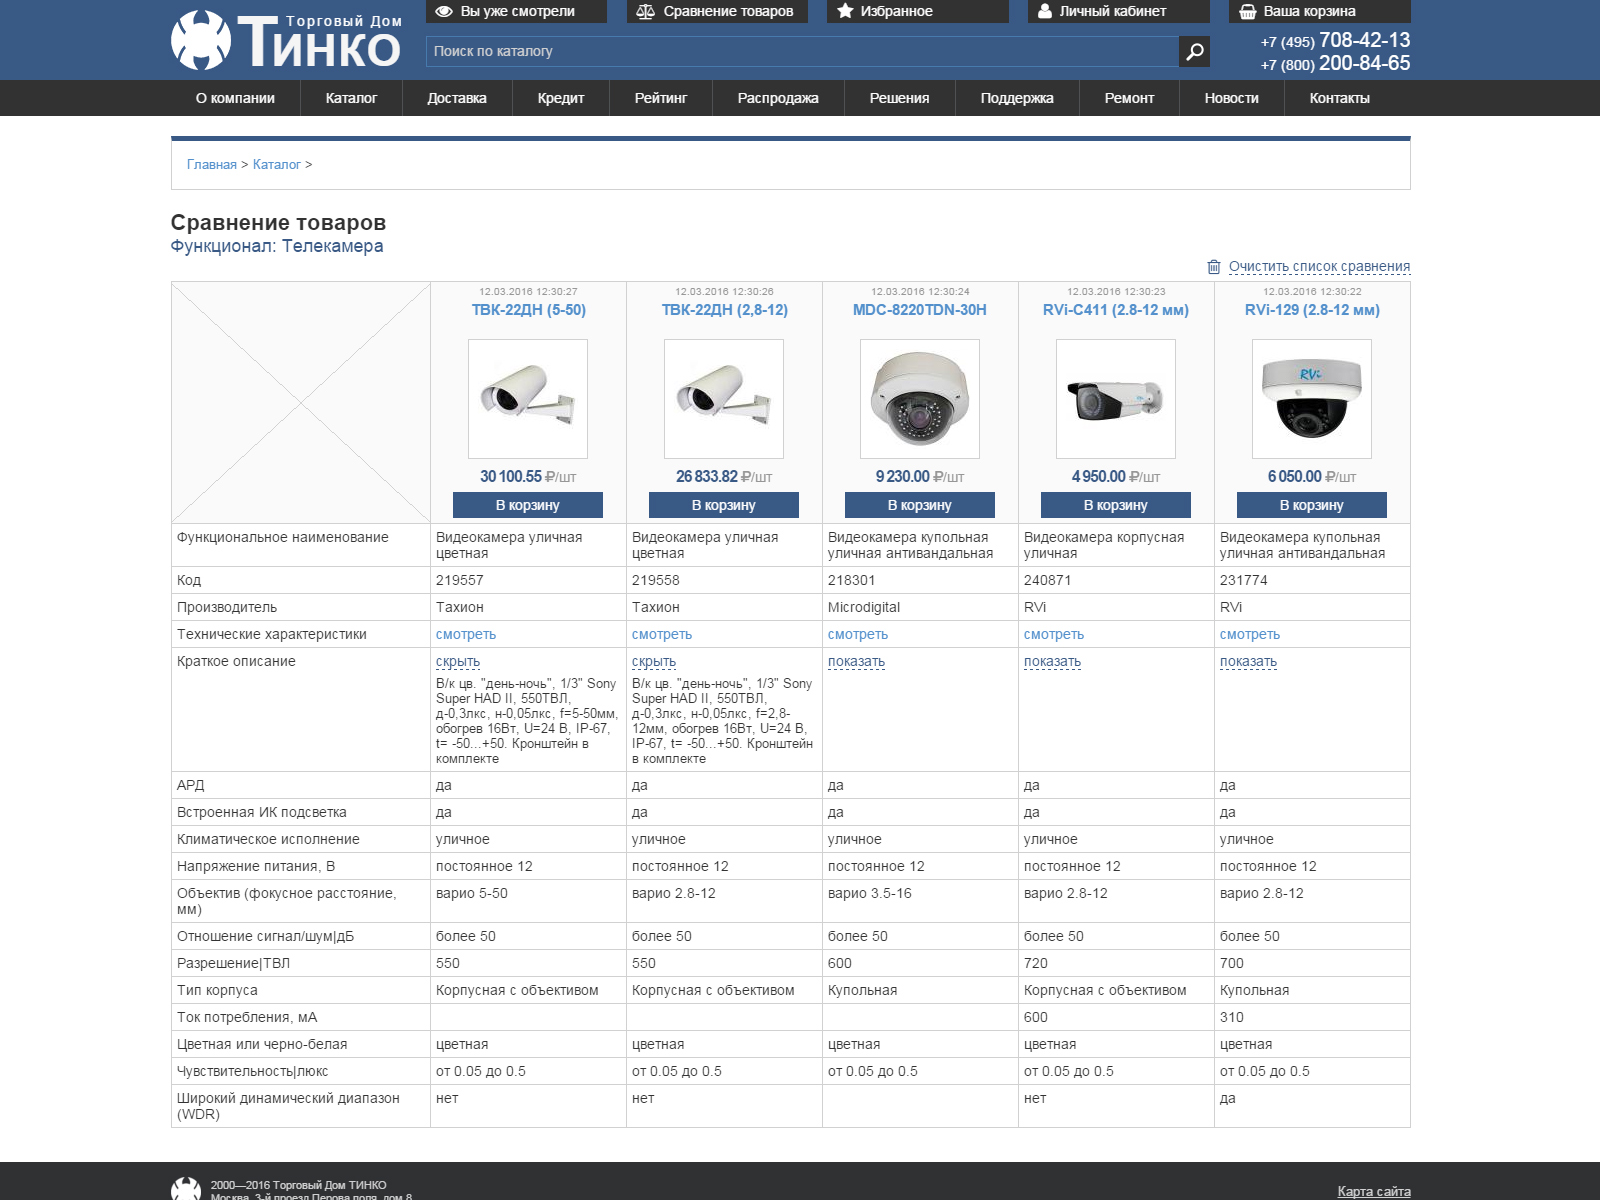 Торговый Дом
ТИНКО
Вы уже смотрели
Сравнение товаров
Избранное
Личный кабинет
Ваша корзина
Поиск по каталогу
+7 (495) 708-42-13
+7 (800) 200-84-65
О компании Каталог Доставка Кредит Рейтинг Распродажа Решения Поддержка Ремонт Новости Контакты
Главная > Каталог >
Сравнение товаров
Функционал: Телекамера
Очистить список сравнения
12.03.2016 12:30:27 12.03.2016 12:30:26 12.03.2016 12:30:24 12.03.2016 12:30:23 12.03.2016 12:30:22
ТВК-22ДН (5-50) ТВК-22ДН (2,8-12) MDC-8220TDN-30H RVi-C411 (2.8-12 мм) RVi-129 (2.8-12 мм)
RVi
30 100.55 ₽/шт 26 833.82 ₽/шт 9 230.00 ₽/шт 4 950.00 ₽/шт 6 050.00 ₽/шт
В корзину В корзину В корзину В корзину В корзину
Функциональное наименование Видеокамера уличная Видеокамера уличная Видеокамера купольная Видеокамера корпусная Видеокамера купольная
цветная цветная уличная антивандальная уличная уличная антивандальная
Код 219557 219558 218301 240871 231774
Производитель Тахион Тахион Microdigital RVi RVi
Технические характеристики смотреть смотреть смотреть смотреть смотреть
Краткое описание скрыть скрыть показать показать показать
В/к цв. "день-ночь", 1/3" Sony В/к цв. "день-ночь", 1/3" Sony
Super HAD II, 550ТВЛ, Super HAD II, 550ТВЛ,
д-0,3лкс, н-0,05лкс, f=5-50мм, д-0,3лкс, н-0,05лкс, f=2,8-
обогрев 16Вт, U=24 В, IP-67, 12мм, обогрев 16Вт, U=24 В,
t= -50...+50. Кронштейн в IP-67, t= -50...+50. Кронштейн
комплекте в комплекте
АРД да да да да да
Встроенная ИК подсветка да да да да да
Климатическое исполнение уличное уличное уличное уличное уличное
Напряжение питания, В постоянное 12 постоянное 12 постоянное 12 постоянное 12 постоянное 12
Объектив (фокусное расстояние, варио 5-50 варио 2.8-12 варио 3.5-16 варио 2.8-12 варио 2.8-12
мм)
Отношение сигнал/шум|дБ более 50 более 50 более 50 более 50 более 50
Разрешение|ТВЛ 550 550 600 720 700
Тип корпуса Корпусная с объективом Корпусная с объективом Купольная Корпусная с объективом Купольная
Ток потребления, мА 600 310
Цветная или черно-белая цветная цветная цветная цветная цветная
Чувствительность|люкс от 0.05 до 0.5 от 0.05 до 0.5 от 0.05 до 0.5 от 0.05 до 0.5 от 0.05 до 0.5
Широкий динамический диапазон нет нет нет да
(WDR)
2000—2016 Торговый Дом ТИНКО
Москва, 3-й проезд Перова поля, дом 8
Карта сайта